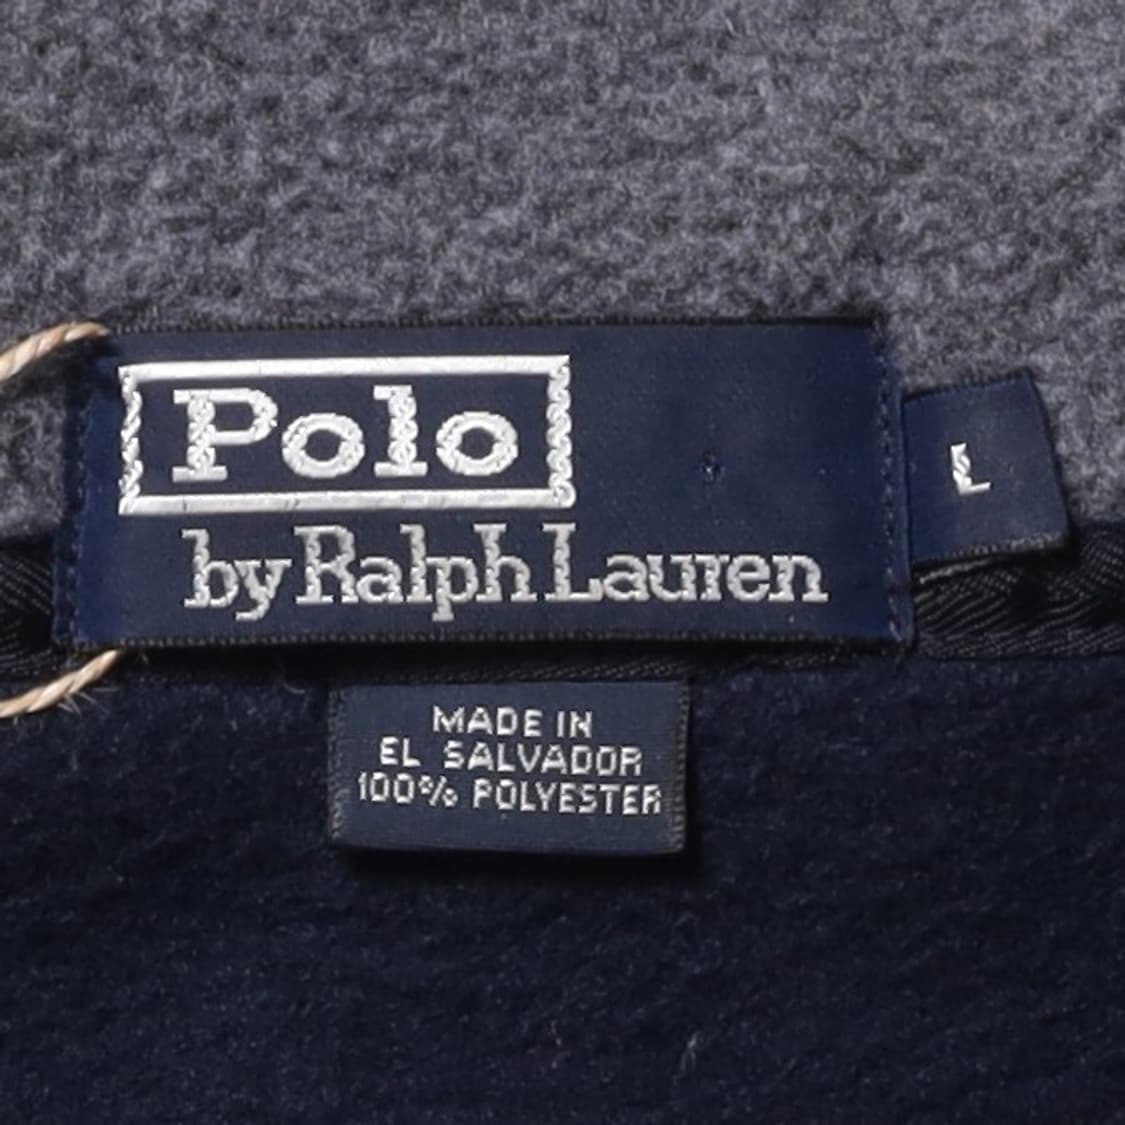 Polo
by Ralph Lauren
L
MADE IN
EL SALVADOR
100% POLYESTER